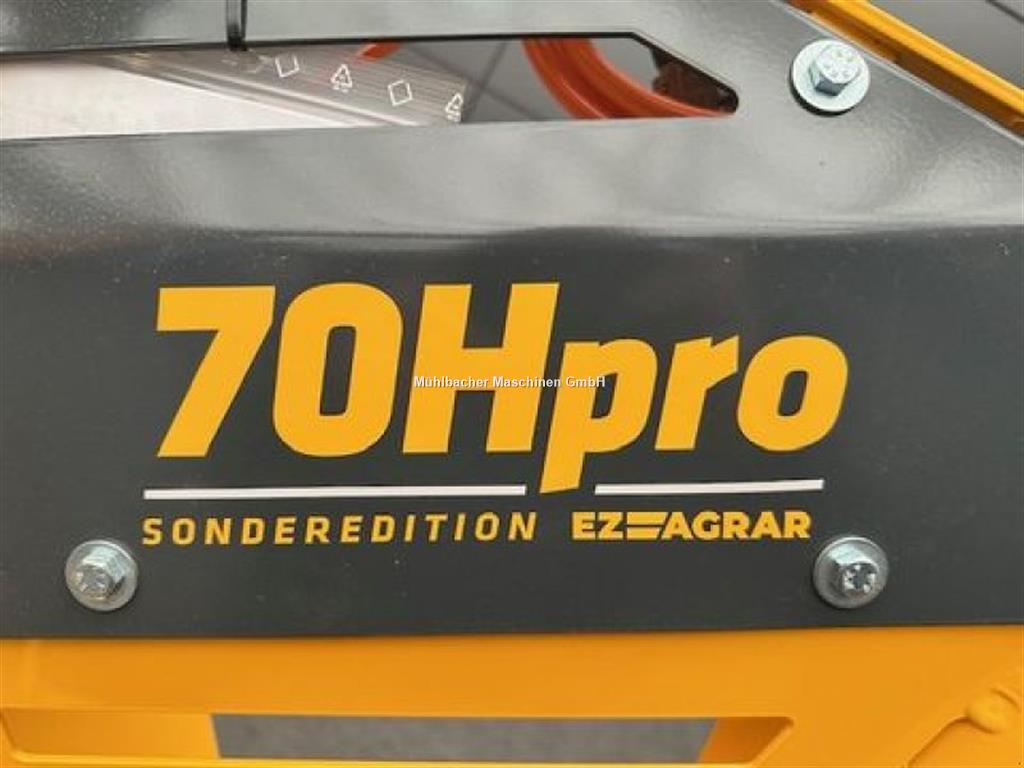 70Hpro
Mühlbacher Maschinen GmbH
SONDEREDITION EZ AGRAR